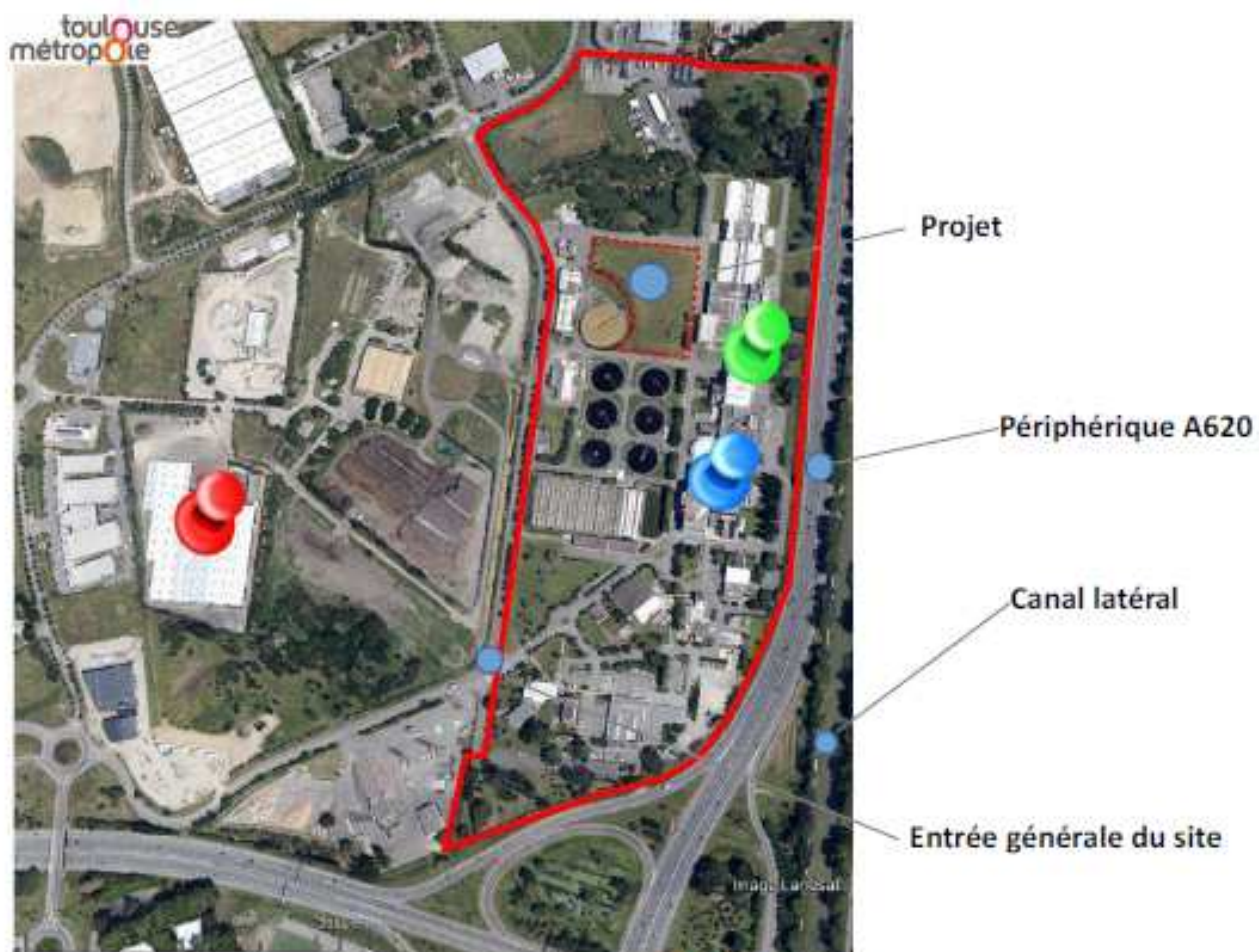 toulouse
métropole
Projet
Périphérique A620
Canal latéral
Entrée générale du site
Image Landsat